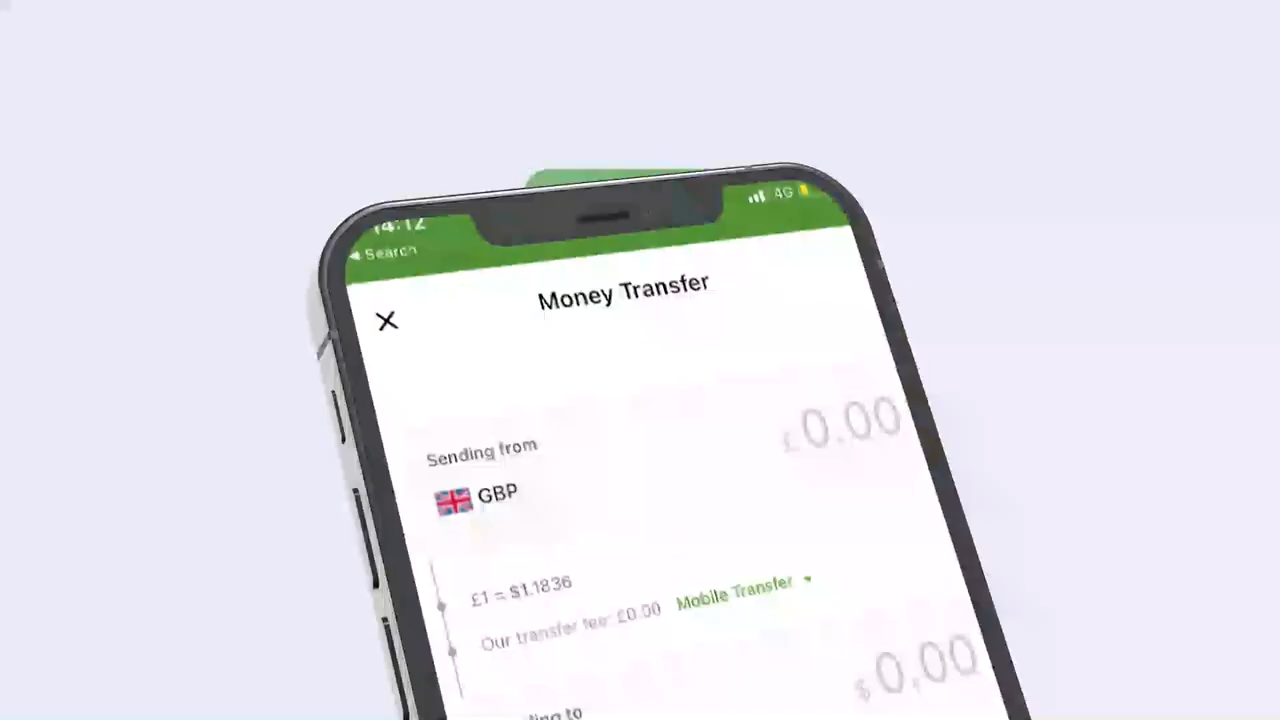 14:12
4G
Search
Money Transfer
£0.00
Sending from
GBP
£1 = $1.1836
Our transfer fee: £0.00 Mobile Transfer
$0.00
to